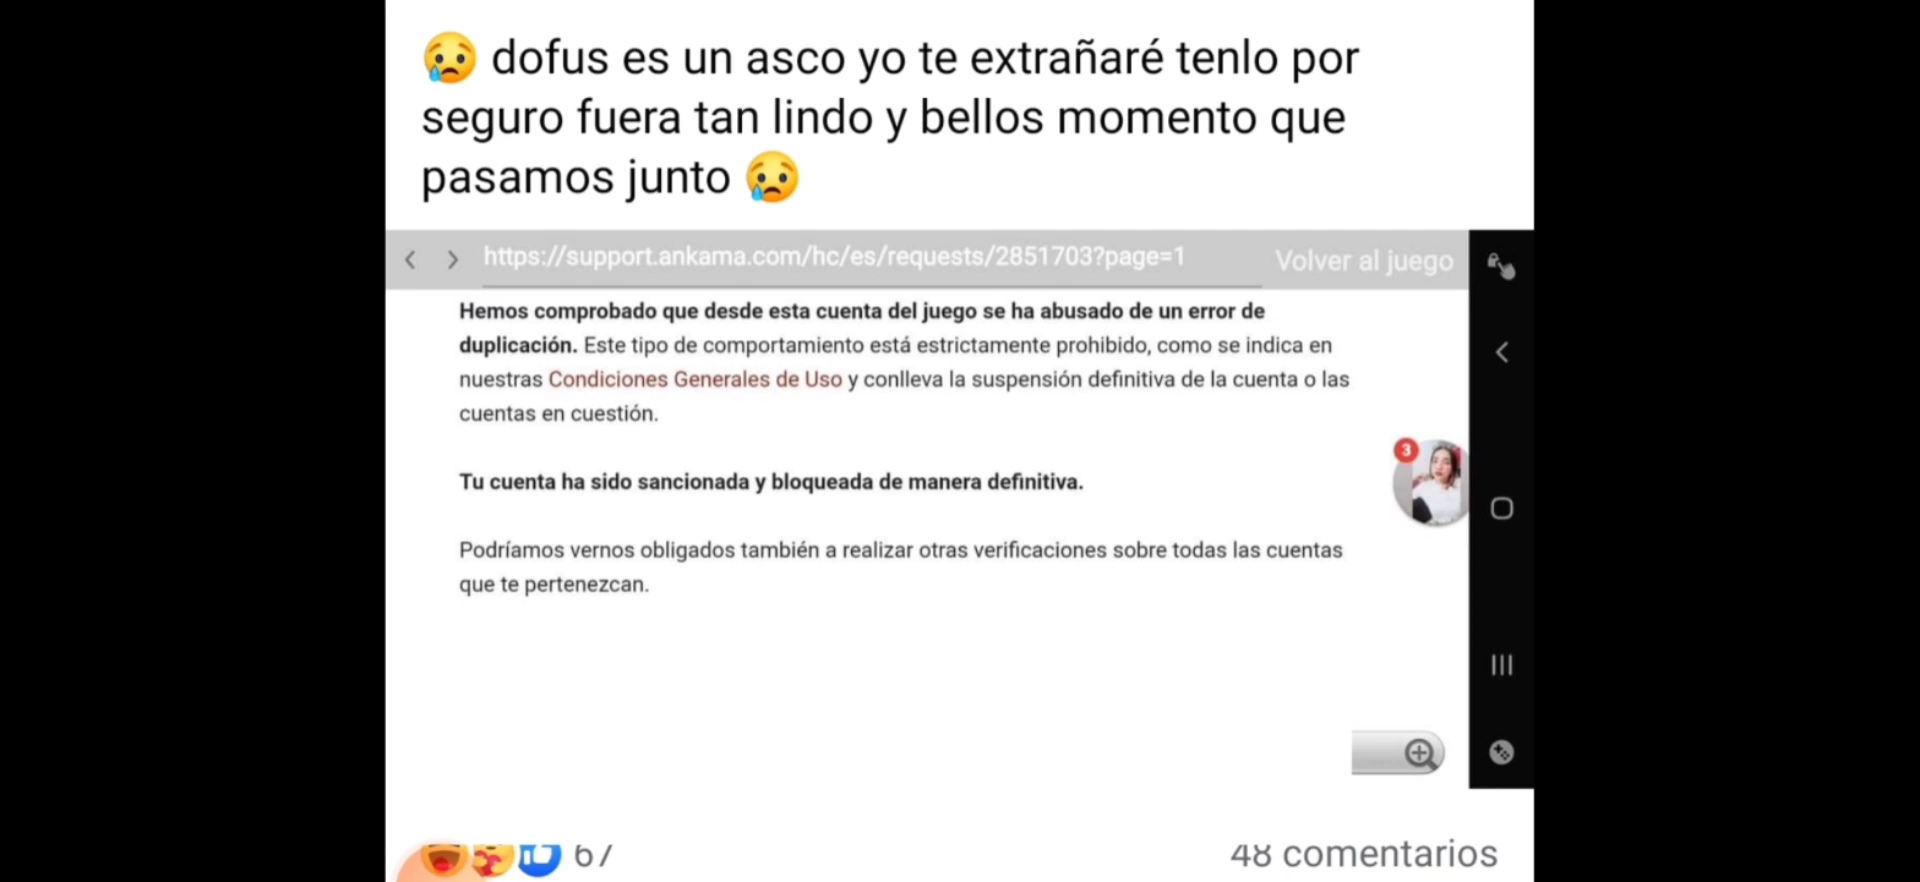 😢 dofus es un asco yo te extrañaré tenlo por
seguro fuera tan lindo y bellos momento que
pasamos junto 😢
https://support.ankama.com/hc/es/requests/2851703?page=1
Volver al juego
Hemos comprobado que desde esta cuenta del juego se ha abusado de un error de
duplicación. Este tipo de comportamiento está estrictamente prohibido, como se indica en
nuestras Condiciones Generales de Uso y conlleva la suspensión definitiva de la cuenta o las
cuentas en cuestión.
3
Tu cuenta ha sido sancionada y bloqueada de manera definitiva.
Podríamos vernos obligados también a realizar otras verificaciones sobre todas las cuentas
que te pertenezcan.
67
48 comentarios